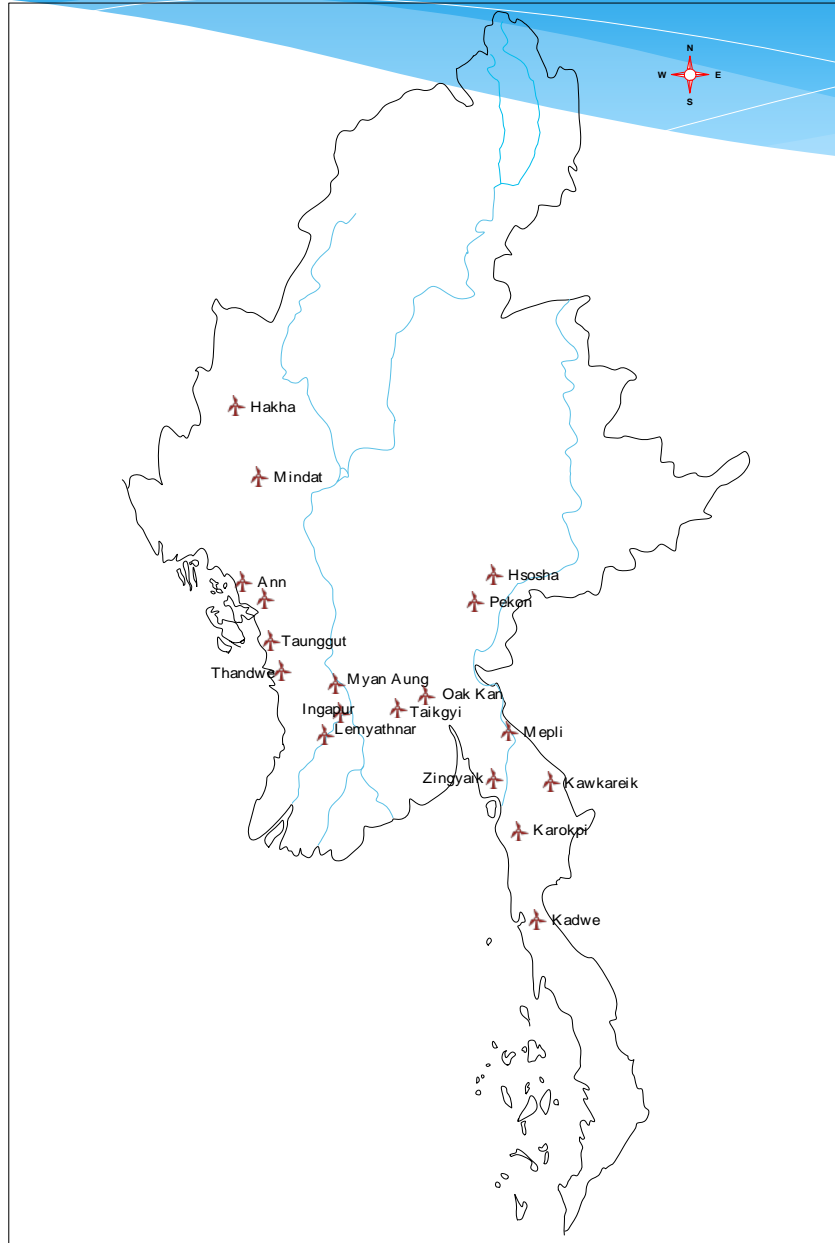 N
W E
S
Hakha
Mindat
Ann
Hsosha
Pekon
Taunggut
Thandwe
Myan Aung
Oak Kan
Ingapur
Taikgyi
Lemyathnar
Mepli
Zingyaik
Kawkareik
Karokpi
Kadwe